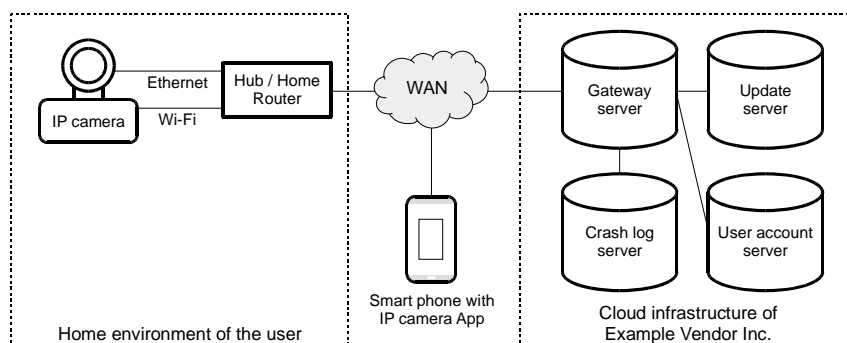 Ethernet
IP camera
Wi-Fi
Hub / Home
Router
WAN
Gateway
server
Update
server
Crash log
server
User account
server
Smart phone with
IP camera App
Home environment of the user
Cloud infrastructure of
Example Vendor Inc.